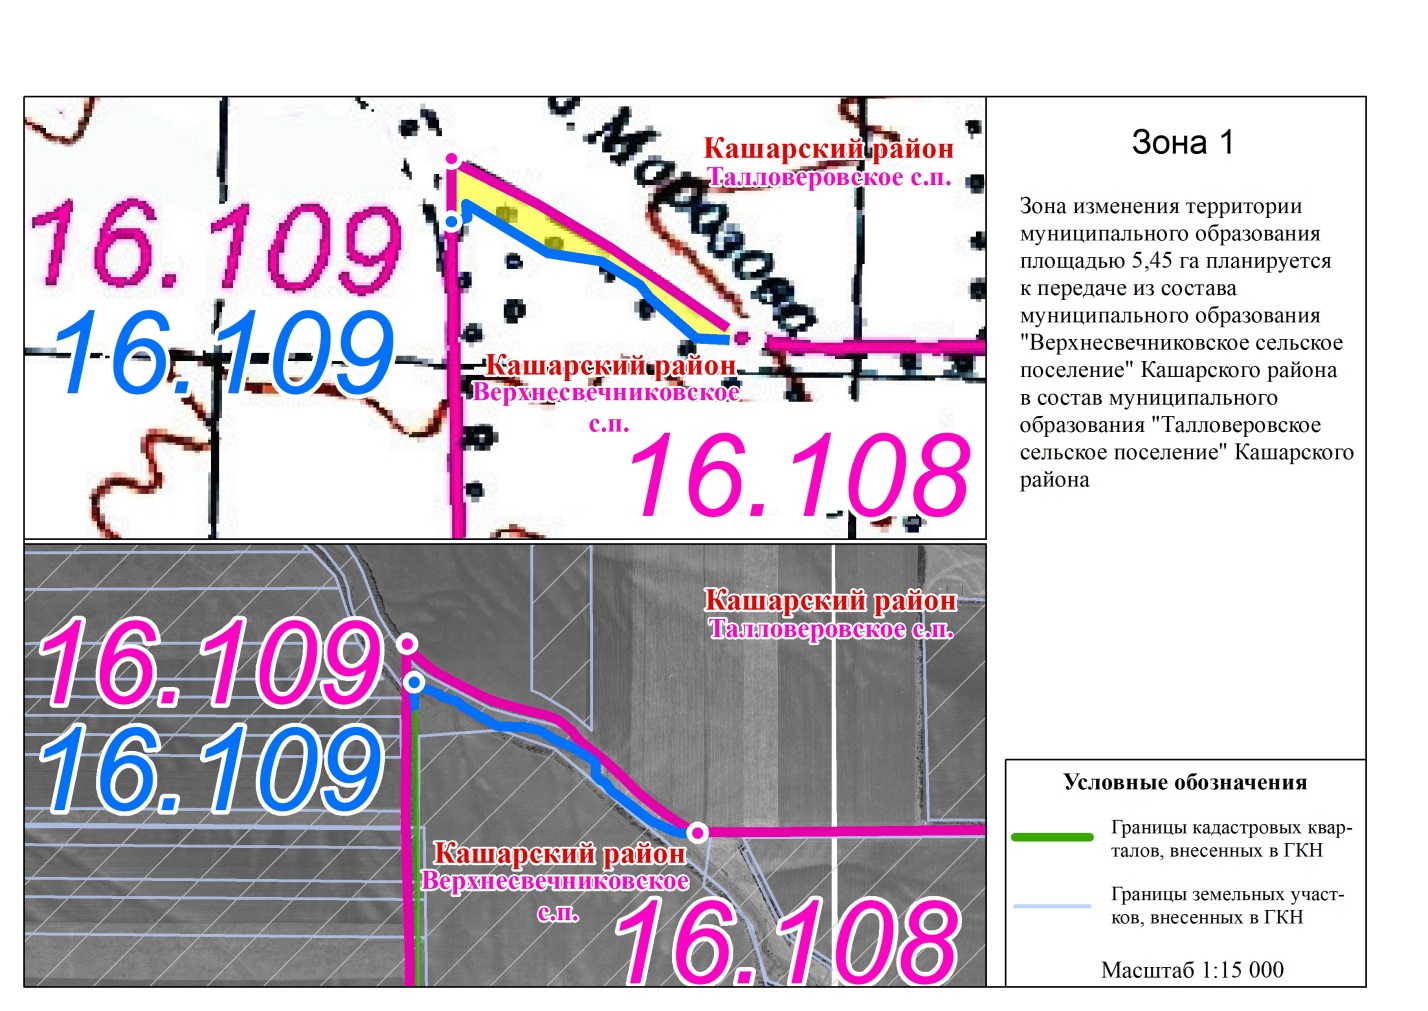 Зона 1
Зона изменения территории
муниципального образования
площадью 5,45 га планируется
к передаче из состава
муниципального образования
"Верхнесвечниковское сельское
поселение" Кашарского района
в состав муниципального
образования "Талловеровское
сельское поселение" Кашарского
района
Кашарский район
Талловеровское с.п.
16.109
16.109
Кашарский район
Верхнесвечниковское
с.п.
16.108
Кашарский район
Талловеровское с.п.
16.109
16.109
Кашарский район
Верхнесвечниковское
с.п.
16.108
Условные обозначения
Границы кадастровых квар-
талов, внесенных в ГКН
Границы земельных участ-
ков, внесенных в ГКН
Масштаб 1:15 000